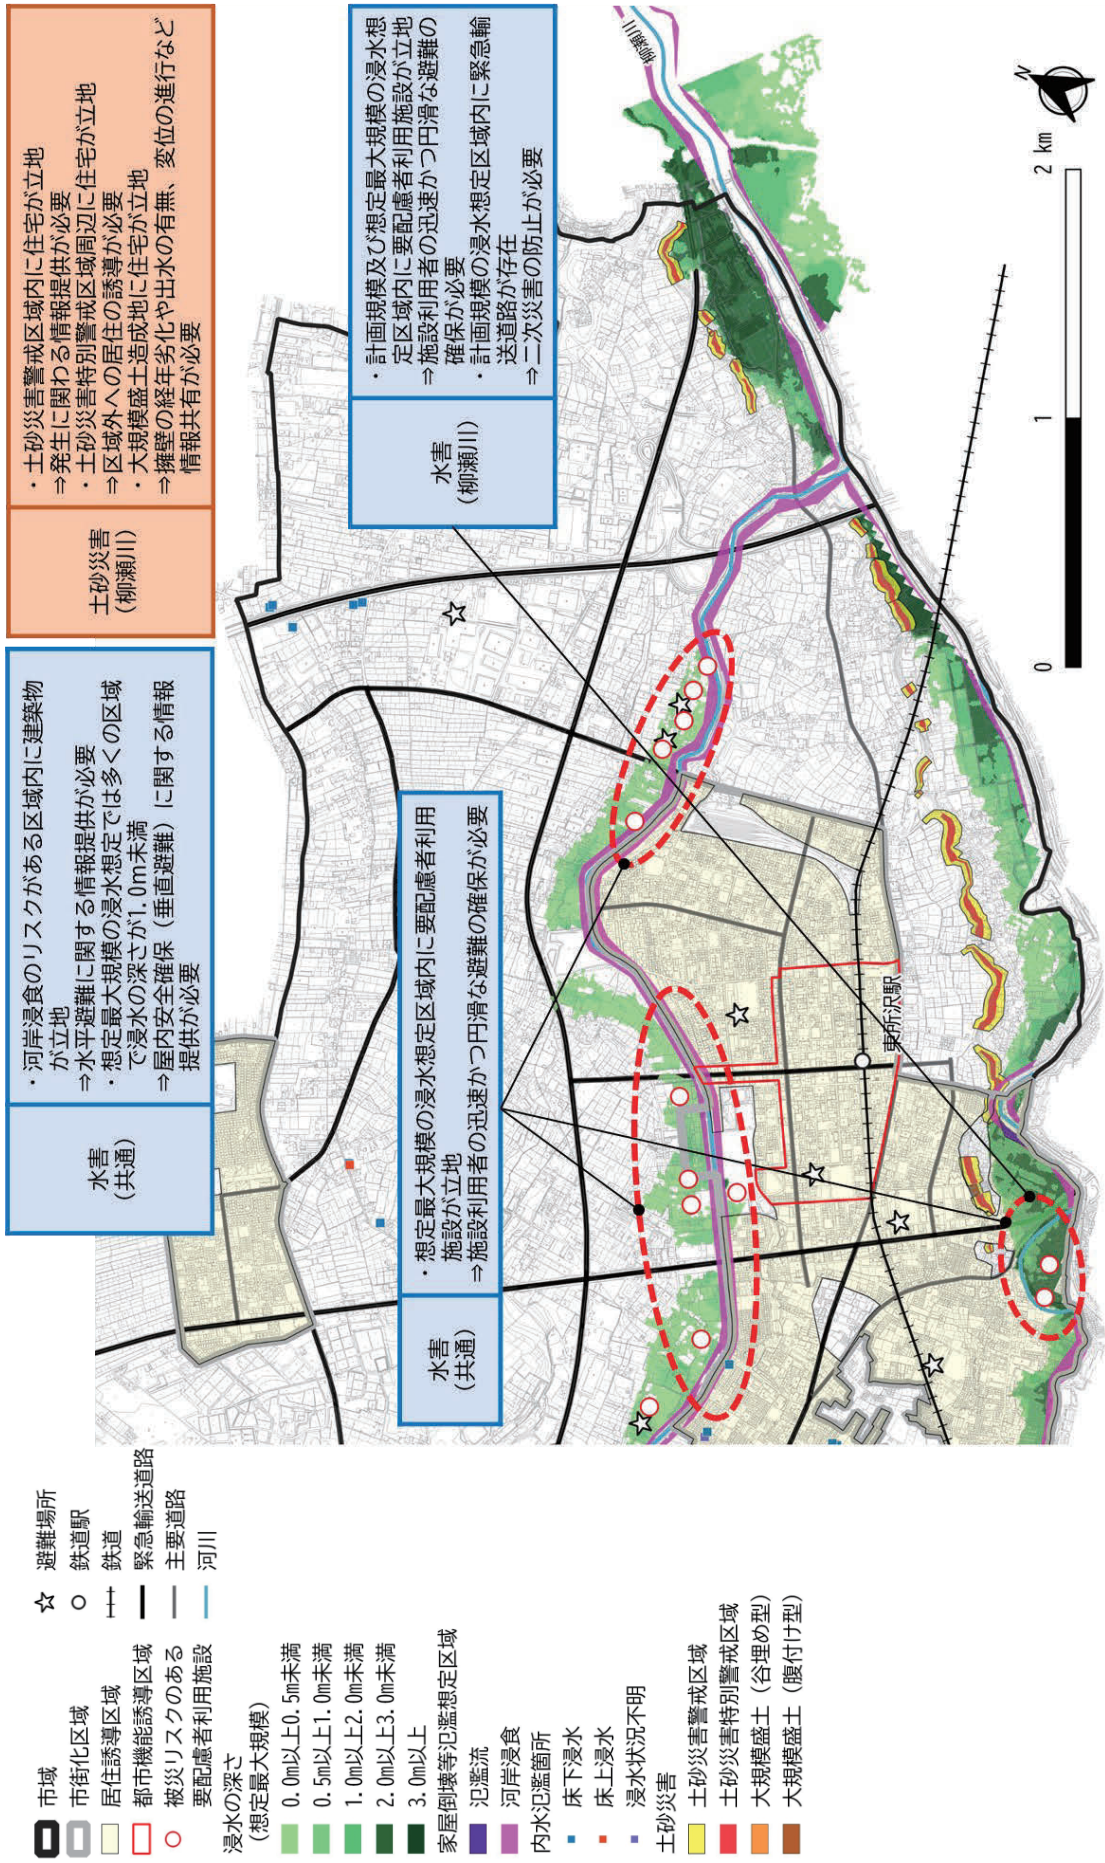 水害
（共通）
・河岸浸食のリスクがある区域内に建築物
が立地
⇒水平避難に関する情報提供が必要
・想定最大規模の浸水想定では多くの区域
で浸水の深さが1.0m未満
⇒屋内安全確保（垂直避難）に関する情報
提供が必要
土砂災害
（柳瀬川）
・土砂災害警戒区域内に住宅が立地
⇒発生に関わる情報提供が必要
・土砂災害特別警戒区域周辺に住宅が立地
⇒区域外への居住の誘導が必要
・大規模盛土造成地に住宅が立地
⇒擁壁の経年劣化や出水の有無、変位の進行など
情報共有が必要
水害
（柳瀬川）
・計画規模及び想定最大規模の浸水想
定区域内に要配慮者利用施設が立地
⇒施設利用者の迅速かつ円滑な避難の
確保が必要
・計画規模の浸水想定区域内に緊急輸
送道路が存在
⇒二次災害の防止が必要
水害
（共通）
・想定最大規模の浸水想定区域内に要配慮者利用
施設が立地
⇒施設利用者の迅速かつ円滑な避難の確保が必要
柳瀬川
東所沢駅
N
0
1
2 km
市域
市街化区域
居住誘導区域
都市機能誘導区域
被災リスクのある
要配慮者利用施設
避難場所
鉄道駅
鉄道
緊急輸送道路
主要道路
河川
浸水の深さ
（想定最大規模）
0.0m以上0.5m未満
0.5m以上1.0m未満
1.0m以上2.0m未満
2.0m以上3.0m未満
3.0m以上
家屋倒壊等氾濫想定区域
氾濫流
河岸浸食
内水氾濫箇所
床下浸水
床上浸水
浸水状況不明
土砂災害
土砂災害警戒区域
土砂災害特別警戒区域
大規模盛土（谷埋め型）
大規模盛土（腹付け型）